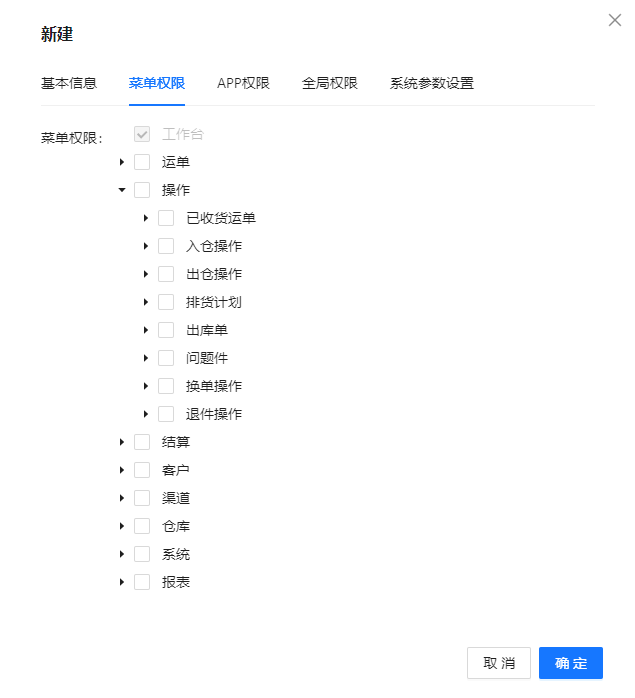 新建
基本信息 菜单权限 APP权限 全局权限 系统参数设置
菜单权限: 工作台
运单
操作
已收货运单
入仓操作
出仓操作
排货计划
出库单
问题件
换单操作
退件操作
结算
客户
渠道
仓库
系统
报表
取 消 确 定